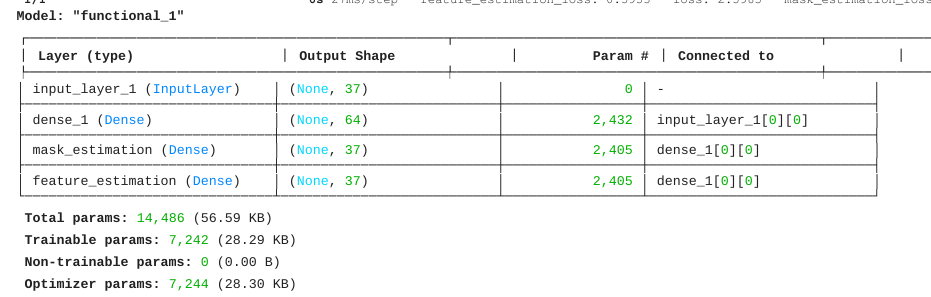 Model: "functional_1"
Layer (type) Output Shape Param # Connected to
input_layer_1 (InputLayer) (None, 37) 0 -
dense_1 (Dense) (None, 64) 2,432 input_layer_1[0][0]
mask_estimation (Dense) (None, 37) 2,405 dense_1[0][0]
feature_estimation (Dense) (None, 37) 2,405 dense_1[0][0]
Total params: 14,486 (56.59 KB)
Trainable params: 7,242 (28.29 KB)
Non-trainable params: 0 (0.00 B)
Optimizer params: 7,244 (28.30 KB)